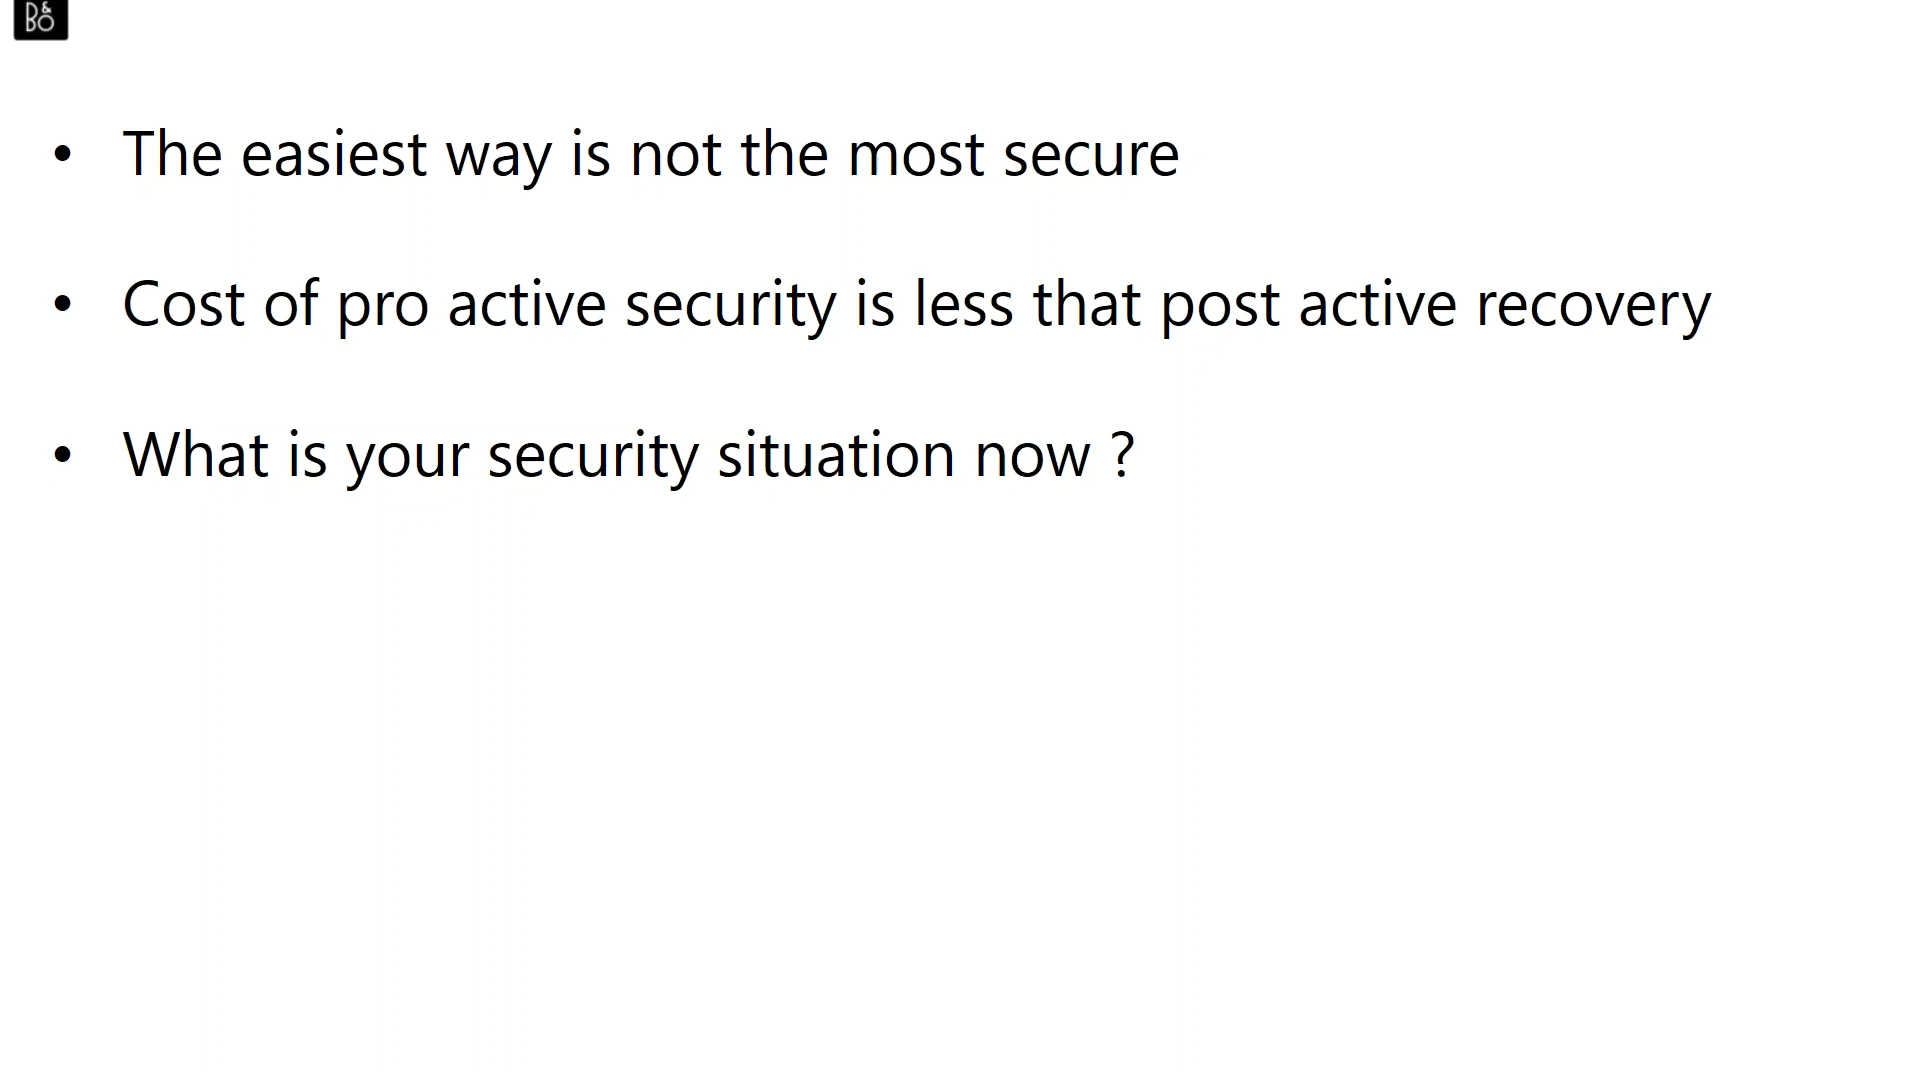 B&O
• The easiest way is not the most secure
• Cost of pro active security is less that post active recovery
• What is your security situation now ?